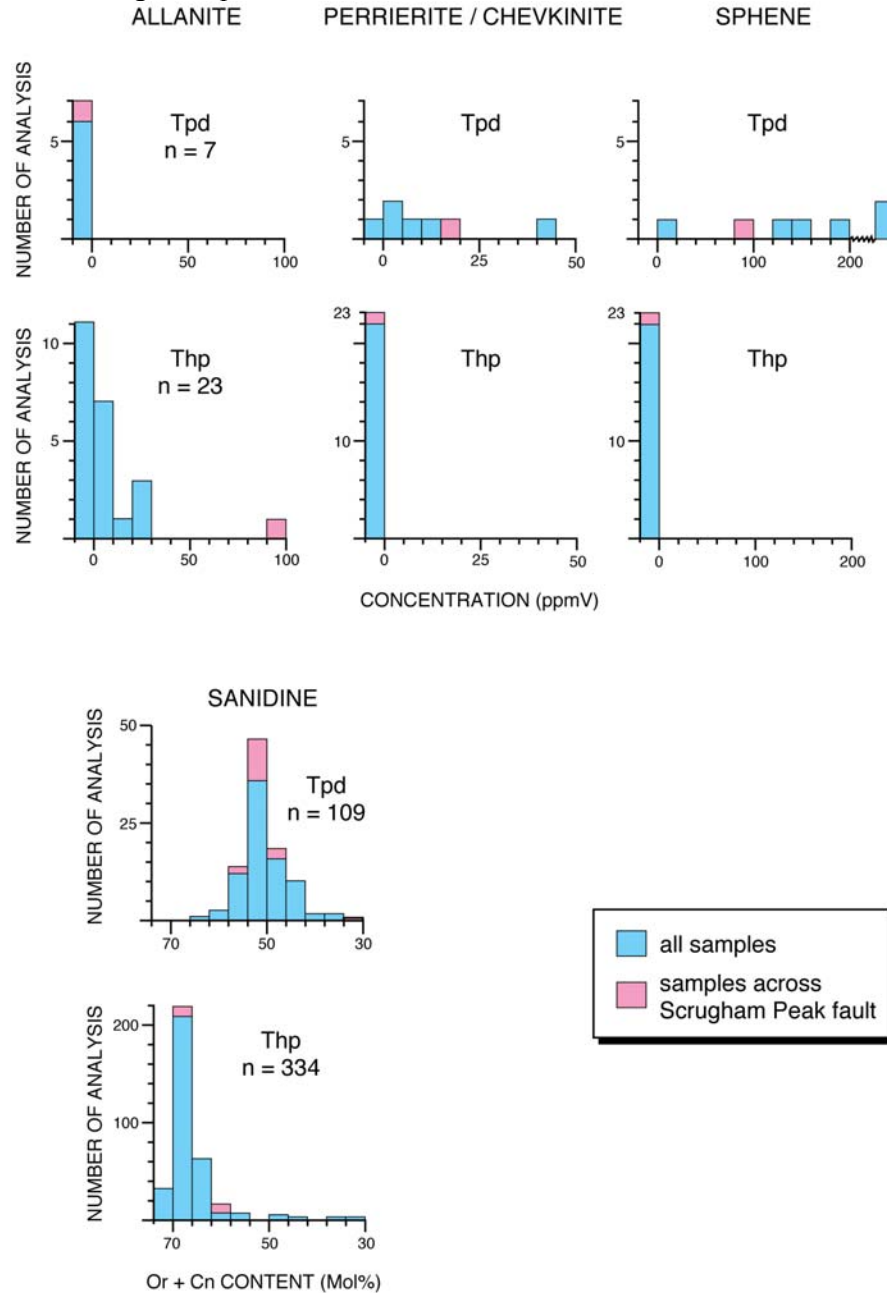 ALLANITE
PERRIERITE / CHEVKINITE
SPHENE
NUMBER OF ANALYSIS
5
Tpd
n = 7
0 50 100
5
Tpd
0 25 50
5
Tpd
0 100 200
NUMBER OF ANALYSIS
10
5
Thp
n = 23
0 50 100
23
10
Thp
0 25 50
23
10
Thp
0 100 200
CONCENTRATION (ppmV)
SANIDINE
NUMBER OF ANALYSIS
50
25
Tpd
n = 109
70 50 30
NUMBER OF ANALYSIS
200
100
Thp
n = 334
70 50 30
Or + Cn CONTENT (Mol%)
all samples
samples across
Scrugham Peak fault